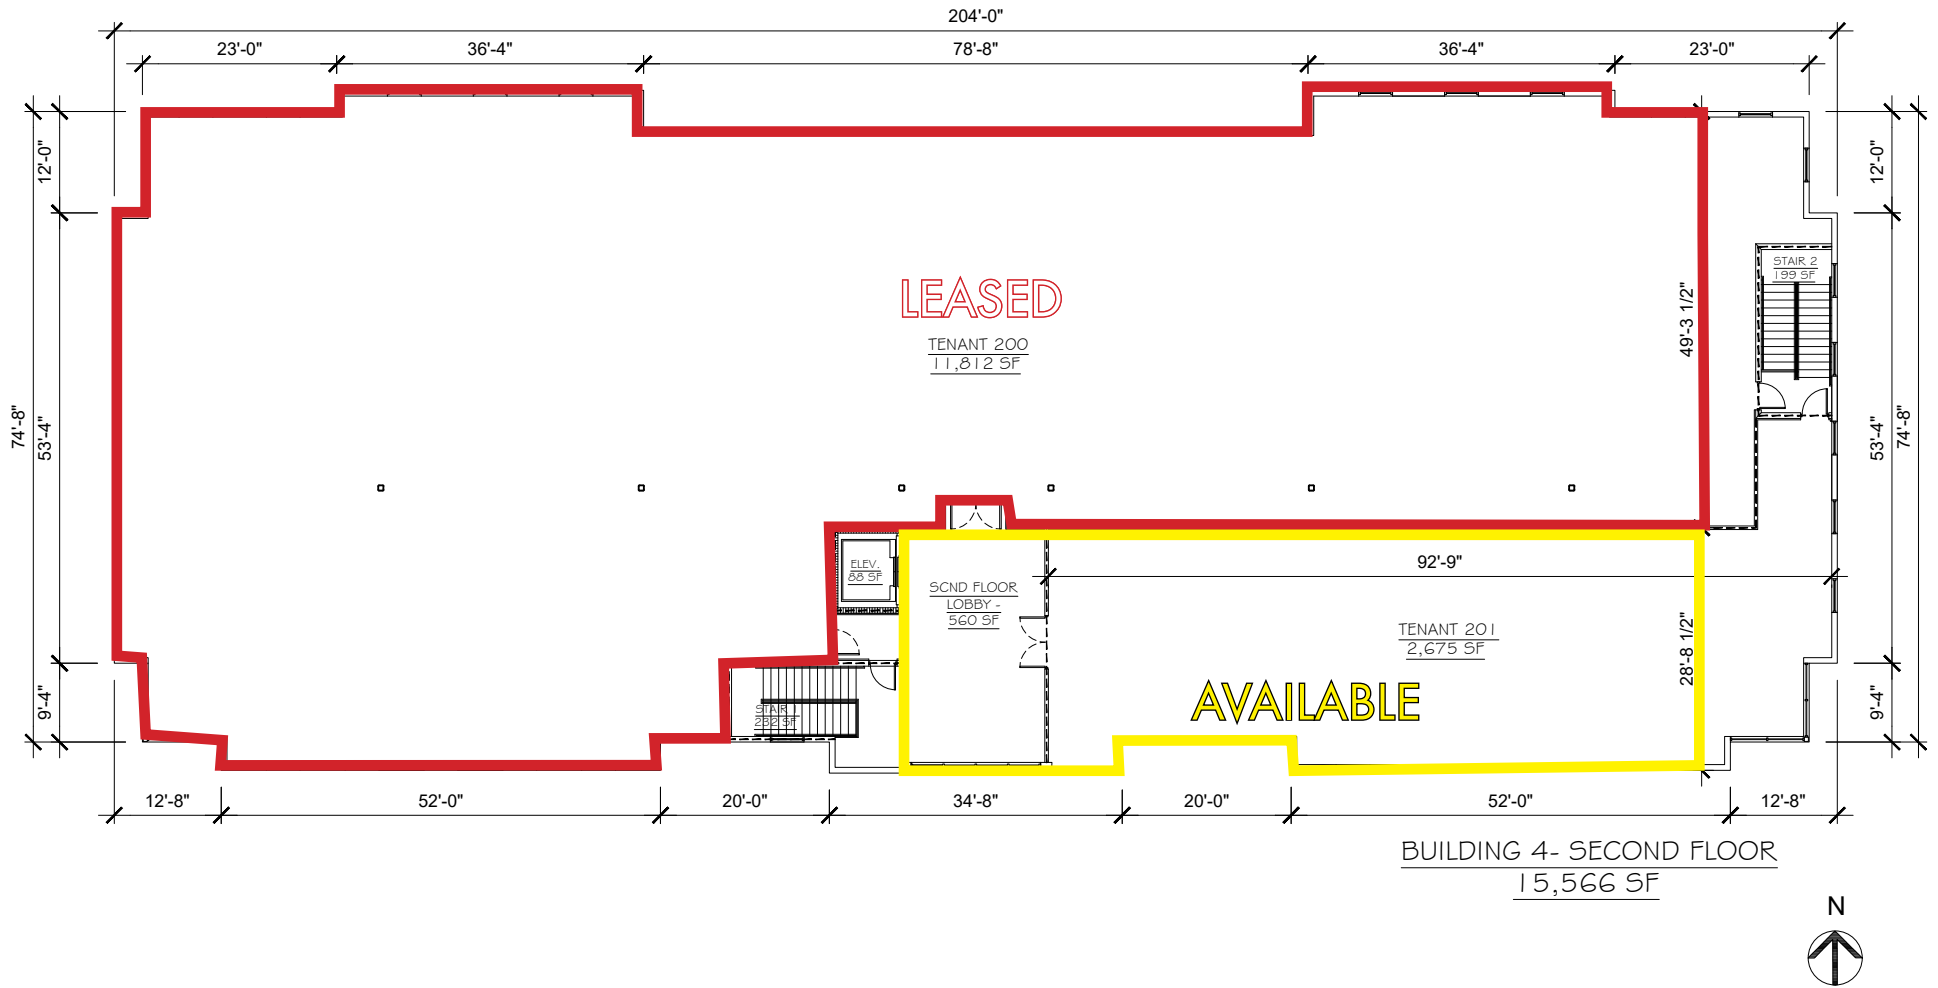 204'-0"
23'-0"
36'-4"
78'-8"
36'-4"
23'-0"
12'-0"
12'-0"
STAIR 2
199 SF
LEASED
TENANT 200
11,812 SF
49'-3 1/2"
74'-8"
53'-4"
53'-4"
74'-8"
ELEV.
88 SF
92'-9"
SCND FLOOR
LOBBY -
560 SF
TENANT 201
2,675 SF
28'-8 1/2"
AVAILABLE
STAIR 1
232 SF
9'-4"
9'-4"
12'-8"
52'-0"
20'-0"
34'-8"
20'-0"
52'-0"
12'-8"
BUILDING 4- SECOND FLOOR
15,566 SF
N